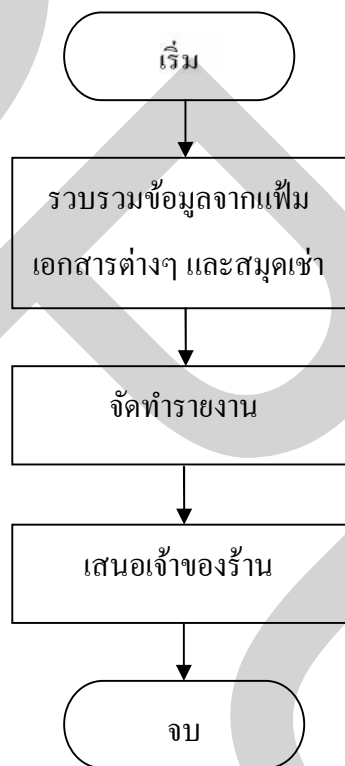 เริ่ม
รวบรวมข้อมูลจากแฟ้ม
เอกสารต่างๆ และสมุดเช่า
จัดทำรายงาน
เสนอเจ้าของร้าน
จบ